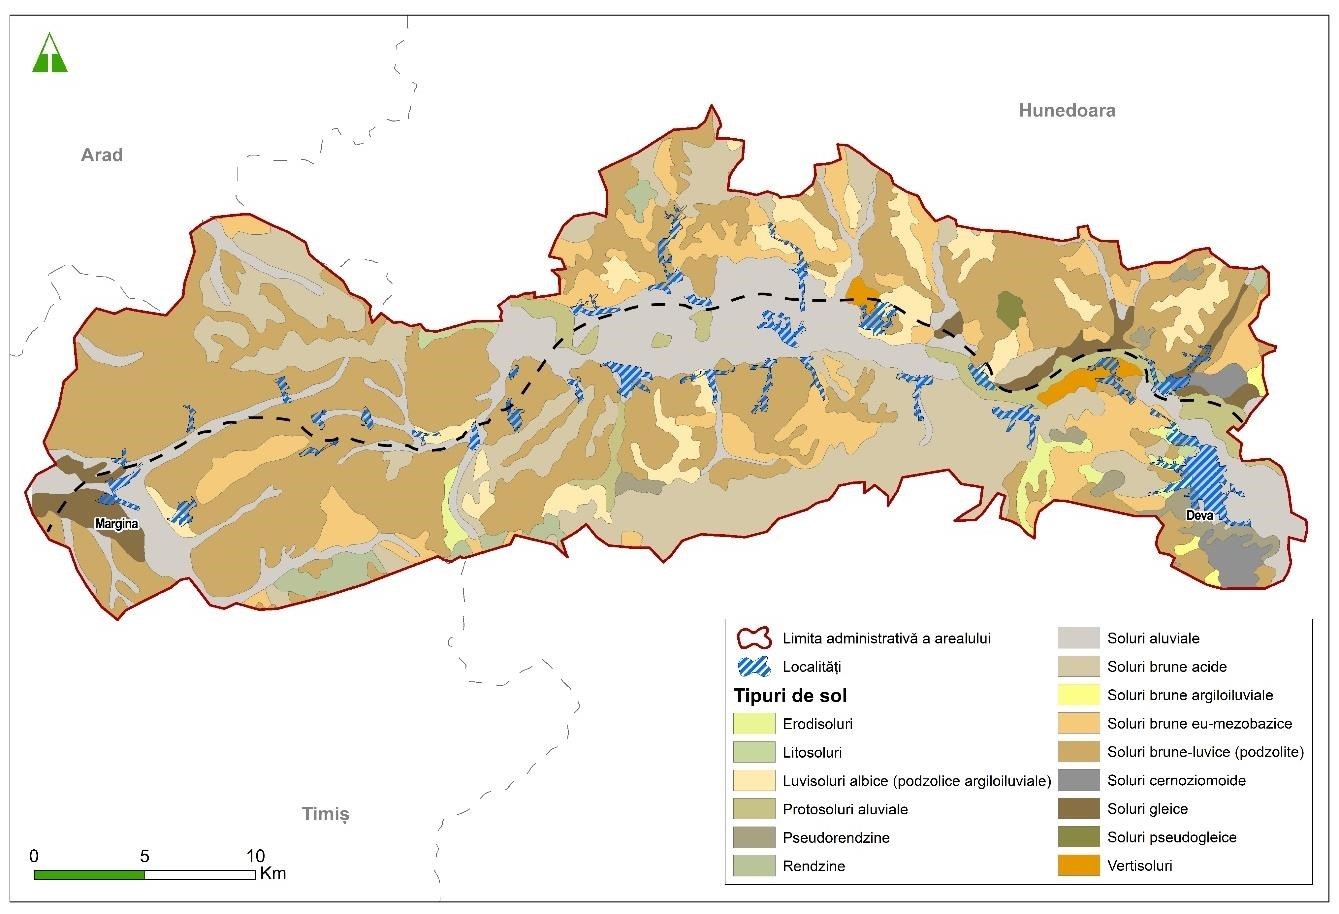 Hunedoara
Arad
Margina
Deva
Timiș
Limita administrativă a arealului
Localități
Tipuri de sol
Erodisoluri
Litosoluri
Luvisoluri albice (podzolice argiloiluviale)
Protosoluri aluviale
Pseudorendzine
Rendzine
Soluri aluviale
Soluri brune acide
Soluri brune argiloiluviale
Soluri brune eu-mezobazice
Soluri brune-luvice (podzolite)
Soluri cernoziomoide
Soluri gleice
Soluri pseudogleice
Vertisoluri
0 5 10
Km